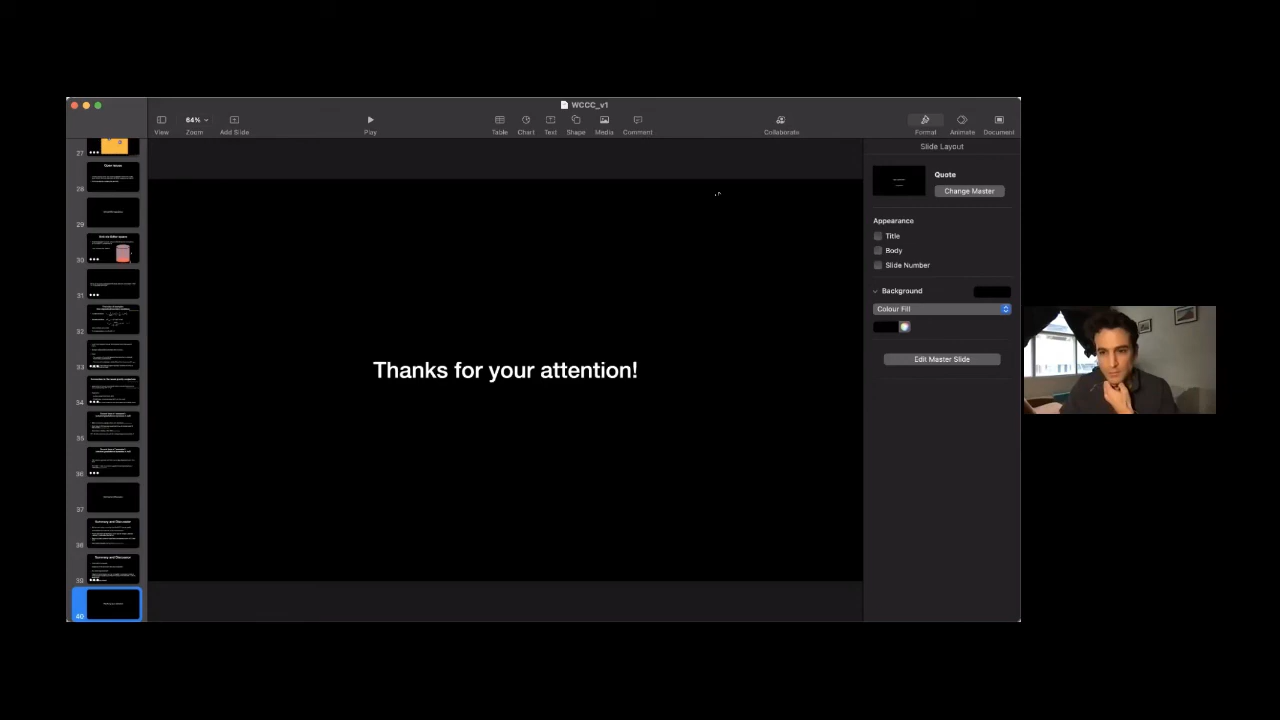 WCCC_v1
View
64%
Zoom
Add Slide
Play
Table
Chart
Text
Shape
Media
Comment
Collaborate
Format
Animate
Document
27
28
29
30
31
32
33
34
35
36
37
38
39
40
Open issues
Summary and Discussion
Summary and Discussion
Thanks for your attention!
Slide Layout
Quote
Change Master
Appearance
Title
Body
Slide Number
Background
Colour Fill
Edit Master Slide